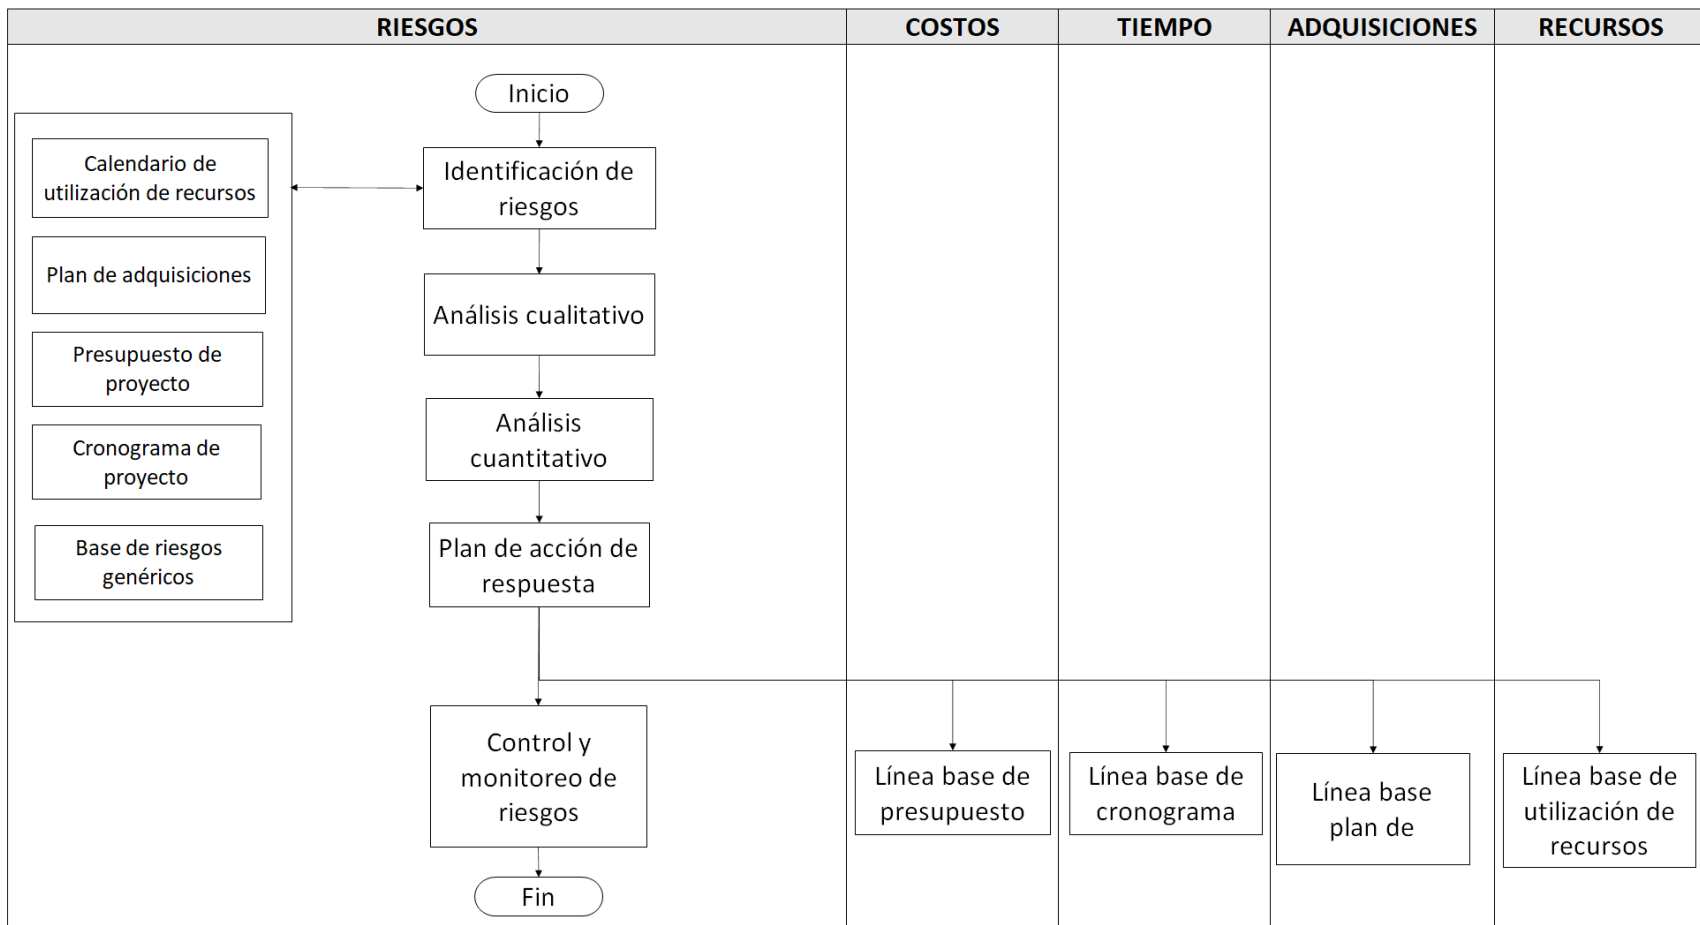 RIESGOS
COSTOS
TIEMPO
ADQUISICIONES
RECURSOS
Inicio
Calendario de
utilización de recursos
Plan de adquisiciones
Presupuesto de
proyecto
Cronograma de
proyecto
Base de riesgos
genéricos
Identificación de
riesgos
Análisis cualitativo
Análisis
cuantitativo
Plan de acción de
respuesta
Control y
monitoreo de
riesgos
Fin
Línea base de
presupuesto
Línea base de
cronograma
Línea base
plan de
Línea base de
utilización de
recursos